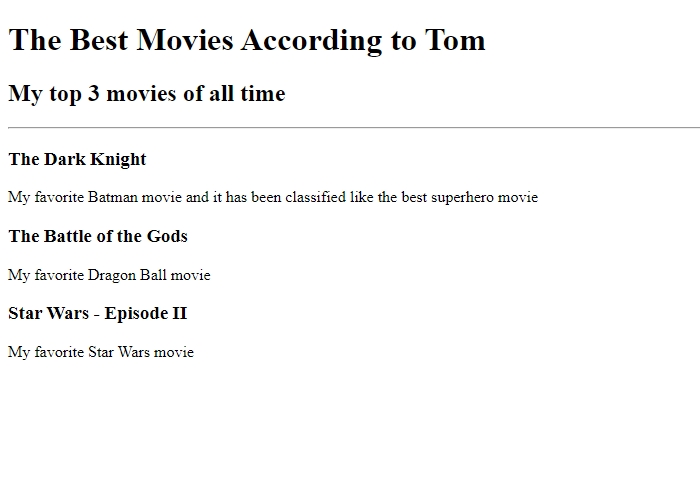 The Best Movies According to Tom
My top 3 movies of all time
The Dark Knight
My favorite Batman movie and it has been classified like the best superhero movie
The Battle of the Gods
My favorite Dragon Ball movie
Star Wars - Episode II
My favorite Star Wars movie